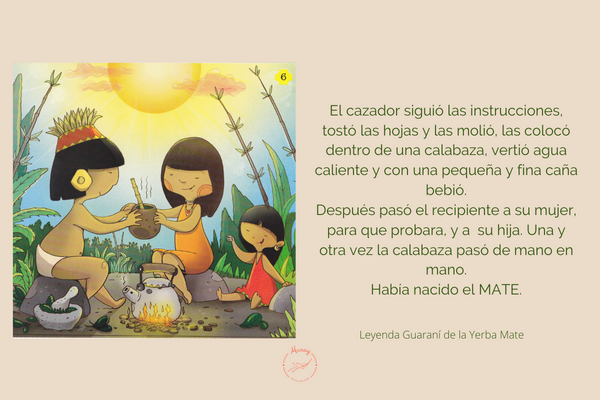 6
El cazador siguió las instrucciones,
tostó las hojas y las molió, las colocó
dentro de una calabaza, vertió agua
caliente y con una pequeña y fina caña
bebió.
Después pasó el recipiente a su mujer,
para que probara, y a su hija. Una y
otra vez la calabaza pasó de mano en
mano.
Había nacido el MATE.
Leyenda Guaraní de la Yerba Mate